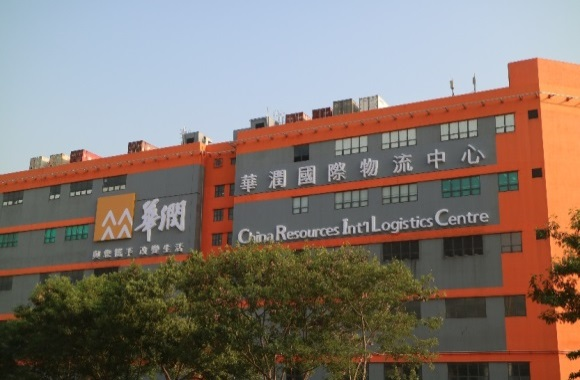 華潤
與您攜手 改變生活
華潤國際物流中心
China Resources Int'l Logistics Centre